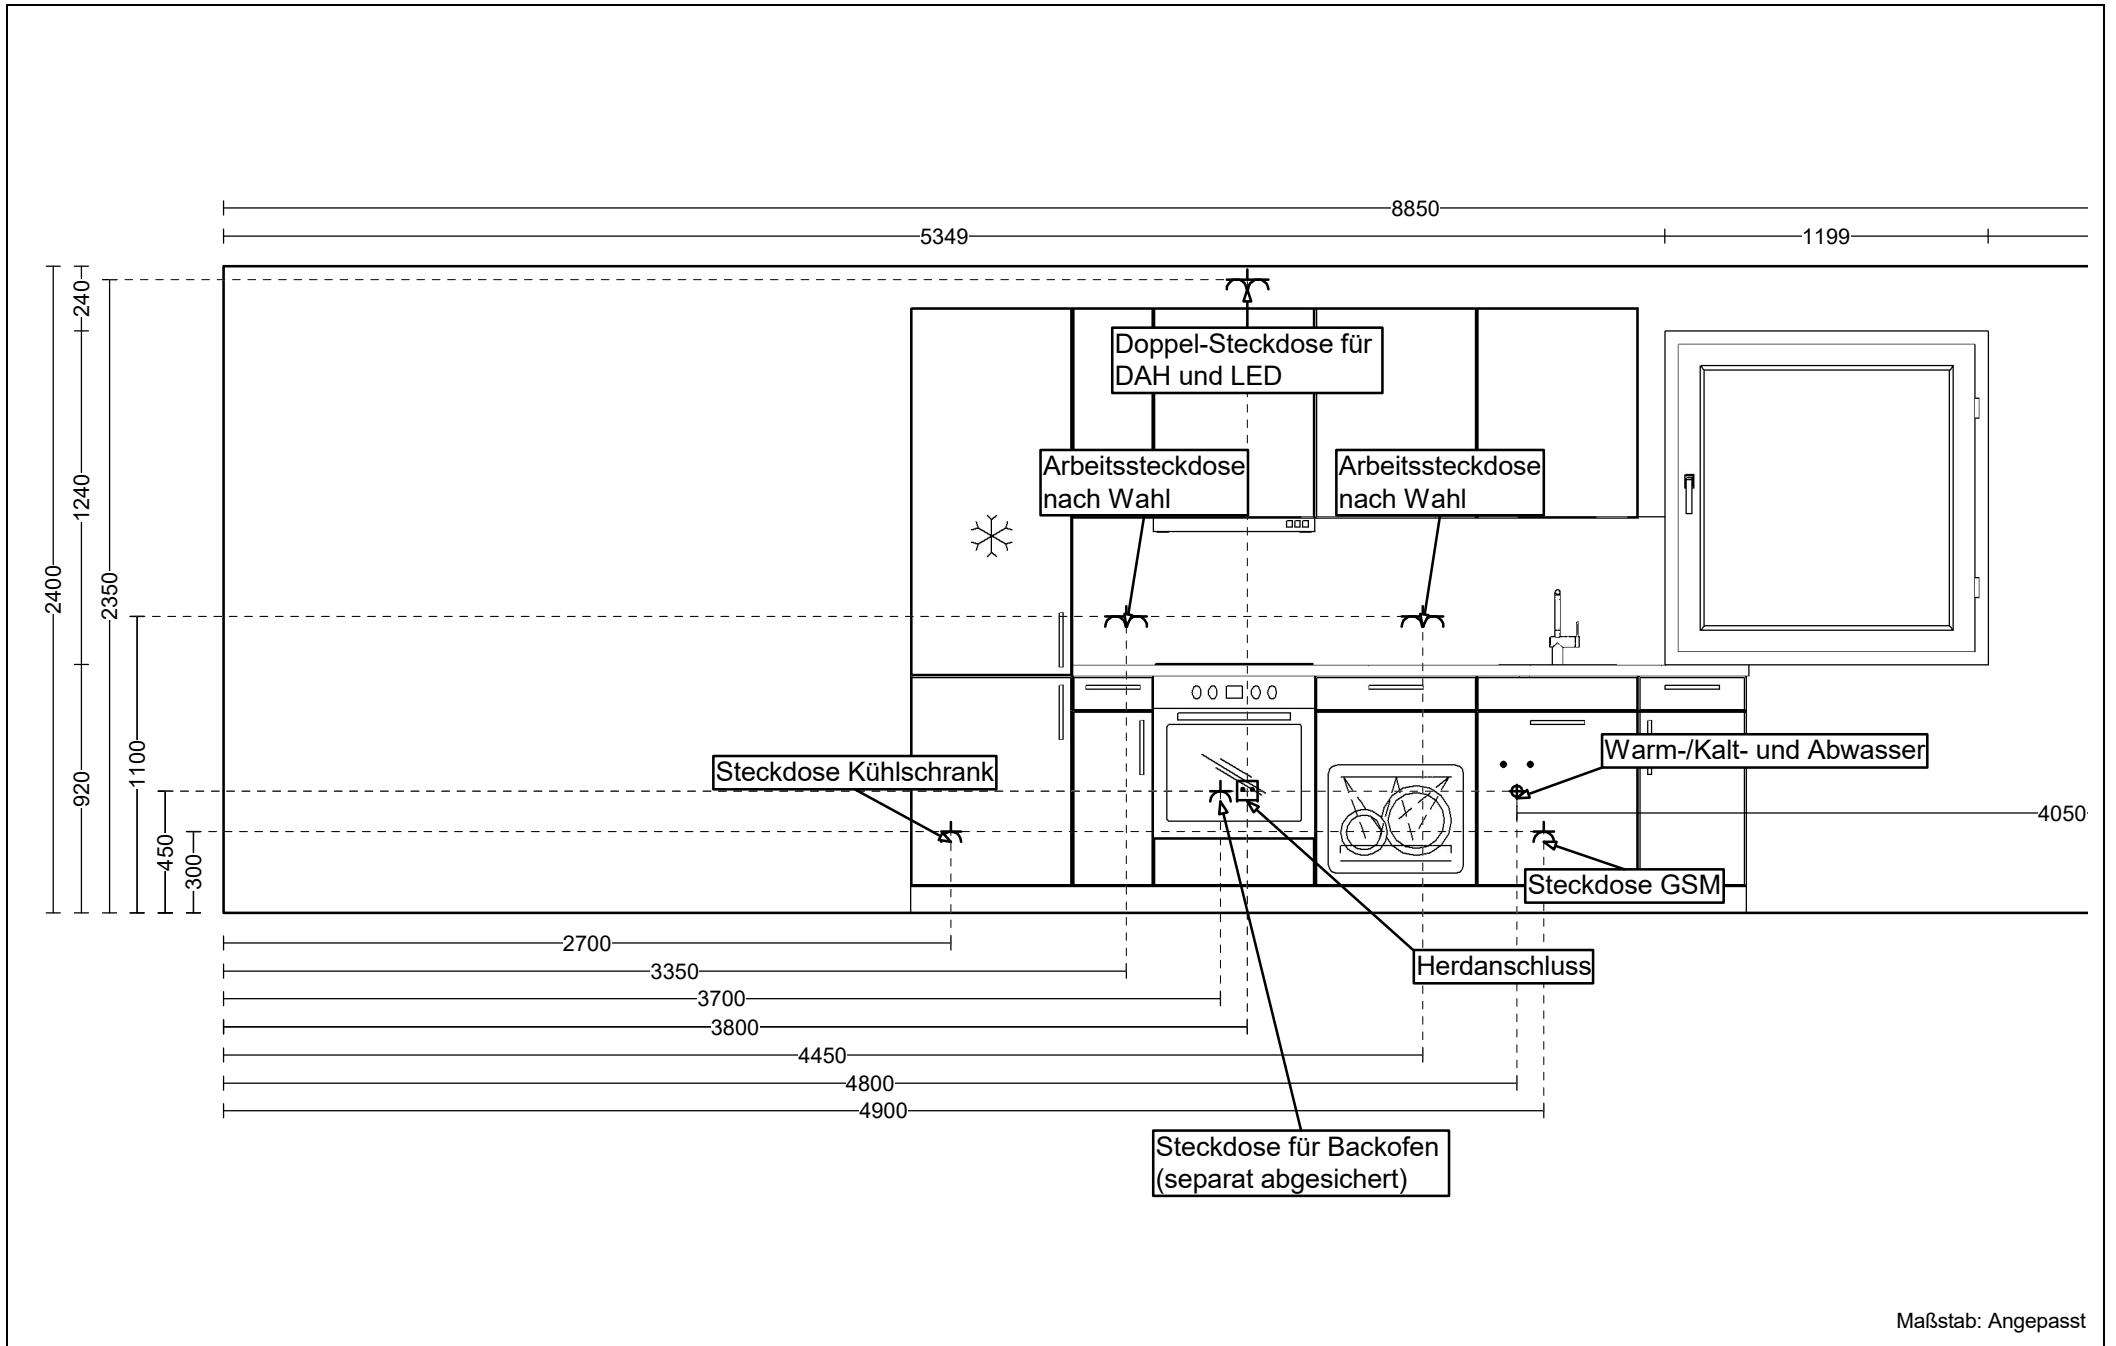 8850
5349
1199
240
1240
920
2400
2350
1100
450
300
Doppel-Steckdose für
DAH und LED
Arbeitssteckdose
nach Wahl
Arbeitssteckdose
nach Wahl
Steckdose Kühlschrank
Warm-/Kalt- und Abwasser
4050
Steckdose GSM
Herdanschluss
2700
3350
3700
3800
4450
4800
4900
Steckdose für Backofen
(separat abgesichert)
Maßstab: Angepasst